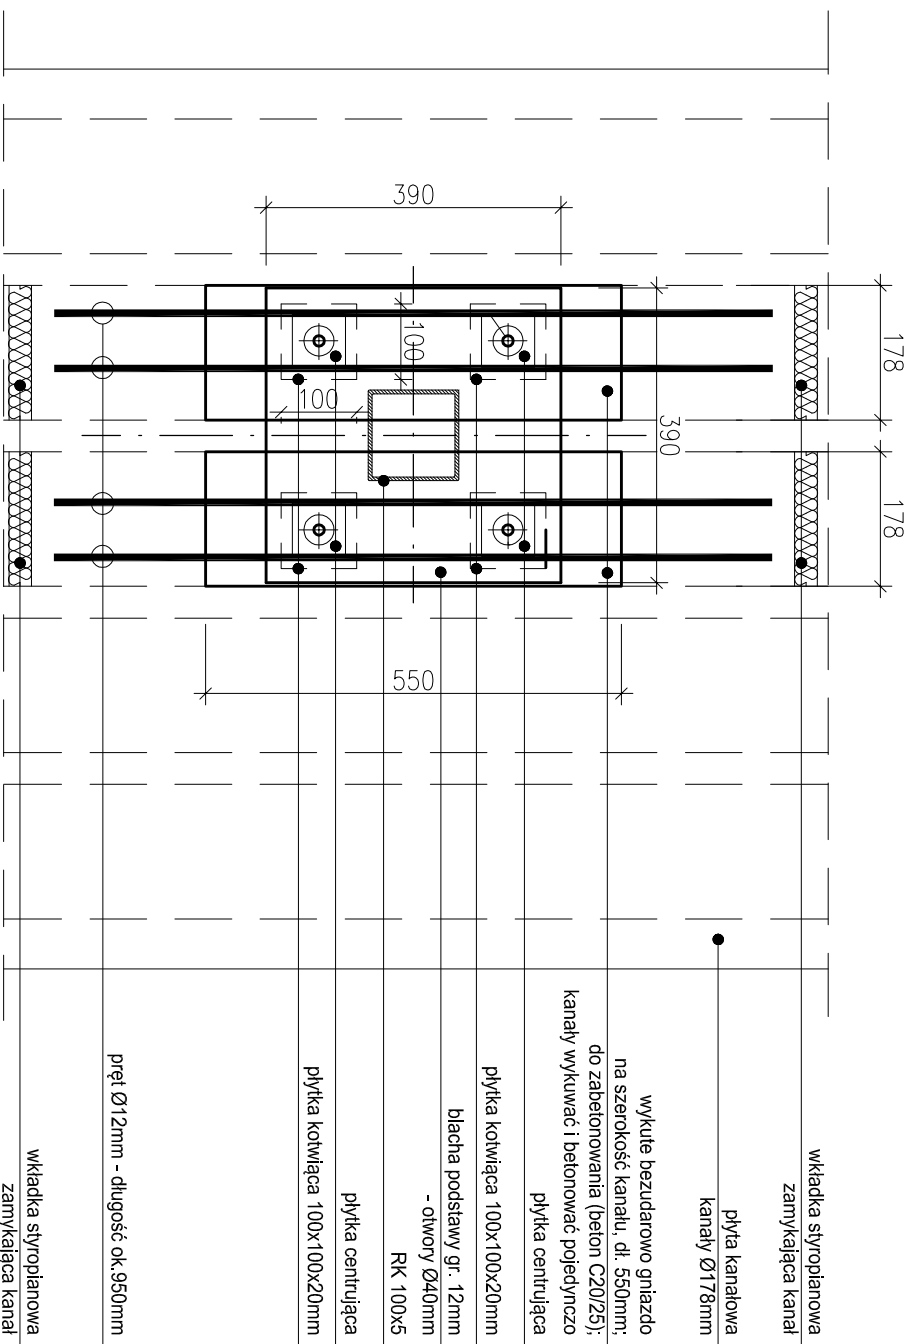 wkładka styropianowa
zamykająca kanał
płyta kanałowa
kanały Ø178mm
wykute bezudarowo gniazdo
na szerokość kanału, dł. 550mm;
do zabetonowania (beton C20/25);
kanały wykuwać i betonować pojedynczo
płytka centrująca
płytka kotwiąca 100x100x20mm
blacha podstawy gr. 12mm
- otwory Ø40mm
RK 100x5
płytka centrująca
płytka kotwiąca 100x100x20mm
pręt Ø12mm - długość ok.950mm
wkładka styropianowa
zamykająca kanał
178
178
390
390
100
100
550